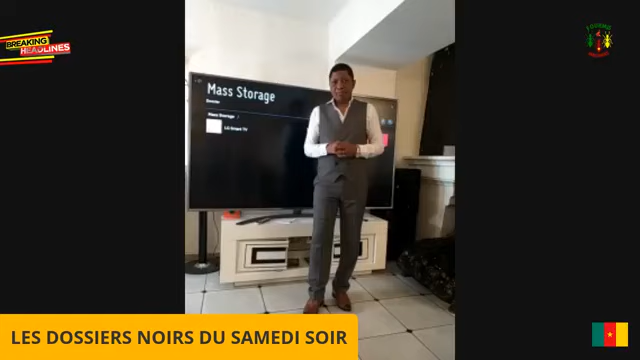 BREAKING
HEADLINES
Mass Storage
Mass Storage /
LG Smart TV
LES DOSSIERS NOIRS DU SAMEDI SOIR